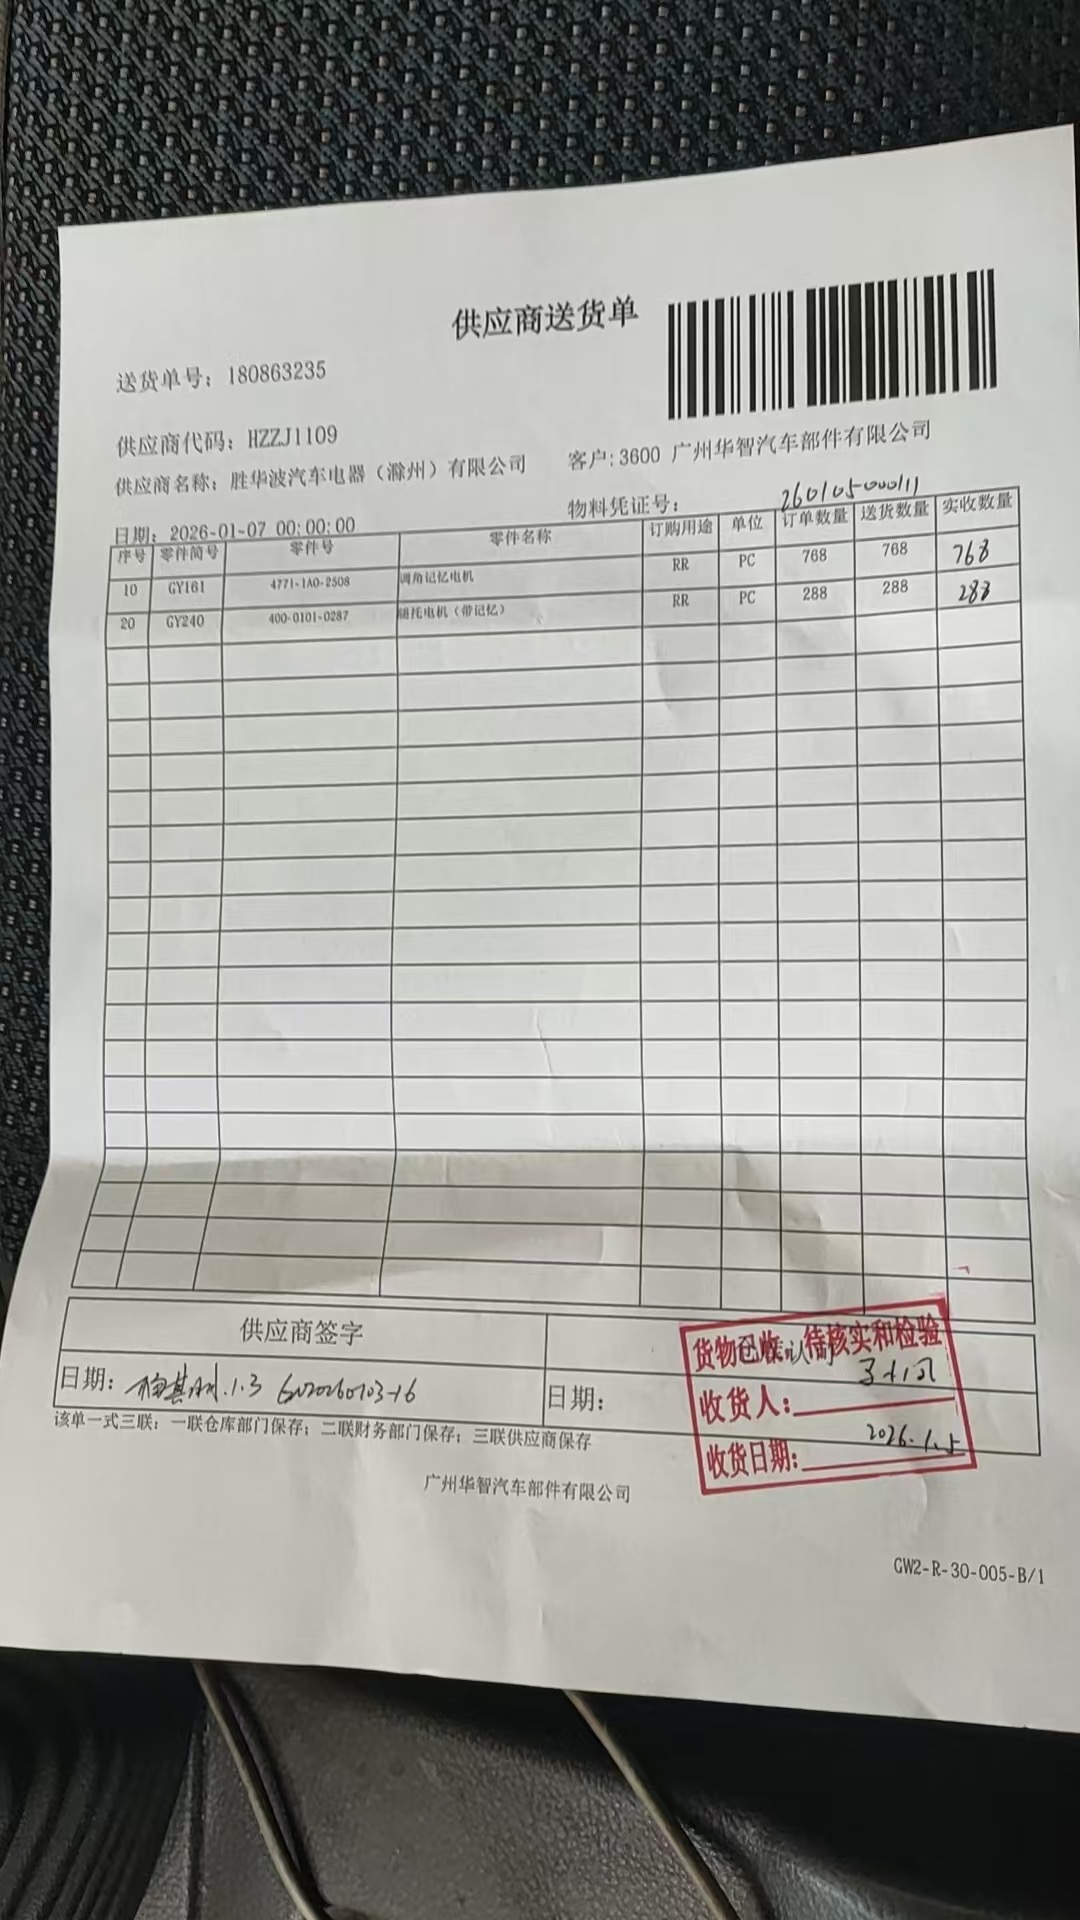 供应商送货单
送货单号：180863235
供应商代码：HZZJ1109
供应商名称：胜华波汽车电器（滁州）有限公司
客户：3600 广州华智汽车部件有限公司
日期：2026-01-07 00:00:00
物料凭证号：260105000111
序号 零件简号 零件号 零件名称 订购用途 单位 订单数量 送货数量 实收数量
10 GY161 4771-1A0-2508 调角记忆电机 RR PC 768 768 768
20 GY240 400-0101-0287 腿托电机（带记忆） RR PC 288 288 288
供应商签字
日期： 1.3 G020260103-16
日期：
货物已收，待核实和检验
收货人：
收货日期：2026.1.5
该单一式三联：一联仓库部门保存；二联财务部门保存；三联供应商保存
广州华智汽车部件有限公司
GW2-R-30-005-B/1